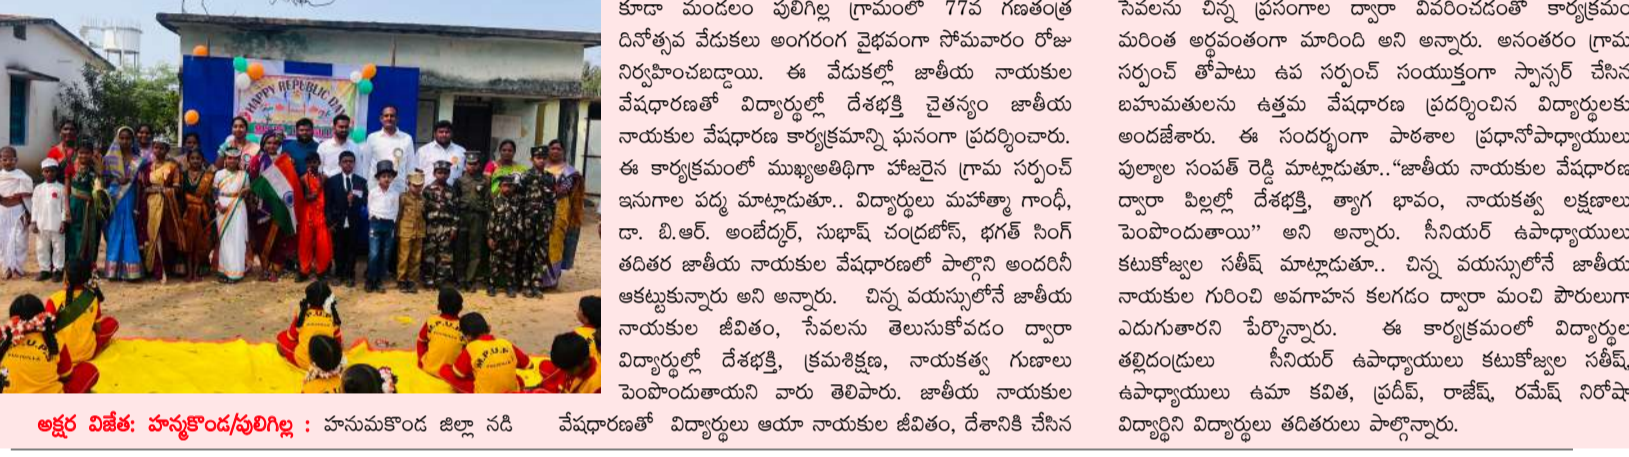 HAPPY REPUBLIC DAY
M.P.U.P.S
అక్షర విజేత: హన్మకొండ/పులిగిల్ల : హనుమకొండ జిల్లా నడి
కూడా మండలం పులిగిల్ల గ్రామంలో 77వ గణతంత్ర
దినోత్సవ వేడుకలు అంగరంగ వైభవంగా సోమవారం రోజు
నిర్వహించబడ్డాయి. ఈ వేడుకల్లో జాతీయ నాయకుల
వేషధారణతో విద్యార్థుల్లో దేశభక్తి చైతన్యం జాతీయ
నాయకుల వేషధారణ కార్యక్రమాన్ని ఘనంగా ప్రదర్శించారు.
ఈ కార్యక్రమంలో ముఖ్యఅతిథిగా హాజరైన గ్రామ సర్పంచ్
ఇనుగాల పద్మ మాట్లాడుతూ.. విద్యార్థులు మహాత్మా గాంధీ,
డా. బి.ఆర్. అంబేద్కర్, సుభాష్ చంద్రబోస్, భగత్ సింగ్
తదితర జాతీయ నాయకుల వేషధారణలో పాల్గొని అందరినీ
ఆకట్టుకున్నారు అని అన్నారు. చిన్న వయస్సులోనే జాతీయ
నాయకుల జీవితం, సేవలను తెలుసుకోవడం ద్వారా
విద్యార్థుల్లో దేశభక్తి, క్రమశిక్షణ, నాయకత్వ గుణాలు
పెంపొందుతాయని వారు తెలిపారు. జాతీయ నాయకుల
వేషధారణతో విద్యార్థులు ఆయా నాయకుల జీవితం, దేశానికి చేసిన
సేవలను చిన్న ప్రసంగాల ద్వారా వివరించడంతో కార్యక్రమం
మరింత అర్థవంతంగా మారింది అని అన్నారు. అనంతరం గ్రామ
సర్పంచ్ తోపాటు ఉప సర్పంచ్ సంయుక్తంగా స్పాన్సర్ చేసిన
బహుమతులను ఉత్తమ వేషధారణ ప్రదర్శించిన విద్యార్థులకు
అందజేశారు. ఈ సందర్భంగా పాఠశాల ప్రధానోపాధ్యాయులు
పుల్యాల సంపత్ రెడ్డి మాట్లాడుతూ..“జాతీయ నాయకుల వేషధారణ
ద్వారా పిల్లల్లో దేశభక్తి, త్యాగ భావం, నాయకత్వ లక్షణాలు
పెంపొందుతాయి” అని అన్నారు. సీనియర్ ఉపాధ్యాయులు
కటుకోజ్వల సతీష్ మాట్లాడుతూ.. చిన్న వయస్సులోనే జాతీయ
నాయకుల గురించి అవగాహన కలగడం ద్వారా మంచి పౌరులుగా
ఎదుగుతారని పేర్కొన్నారు. ఈ కార్యక్రమంలో విద్యార్థుల
తల్లిదండ్రులు సీనియర్ ఉపాధ్యాయులు కటుకోజ్వల సతీష్,
ఉపాధ్యాయులు ఉమా కవిత, ప్రదీప్, రాజేష్, రమేష్ నిరోషా
విద్యార్థిని విద్యార్థులు తదితరులు పాల్గొన్నారు.